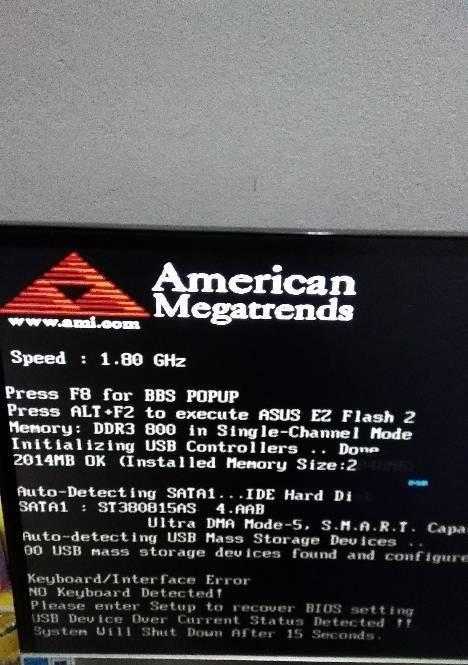 American
Megatrends
www.ami.com
Speed : 1.80 GHz
Press F8 for BBS POPUP
Press ALT+F2 to execute ASUS EZ Flash 2
Memory: DDR3 800 in Single-Channel Mode
Initializing USB Controllers .. Done
2014MB OK (Installed Memory Size:2
Auto-Detecting SATA1...IDE Hard Di
SATA1 : ST380815AS 4.AAB
Ultra DMA Mode-5, S.M.A.R.T. Capa
Auto-detecting USB Mass Storage Devices ..
00 USB mass storage devices found and configure
Keyboard/Interface Error
NO Keyboard Detected!
Please enter Setup to recover BIOS setting
USB Device Over Current Status Detected !!
System Will Shut Down After 15 Seconds.